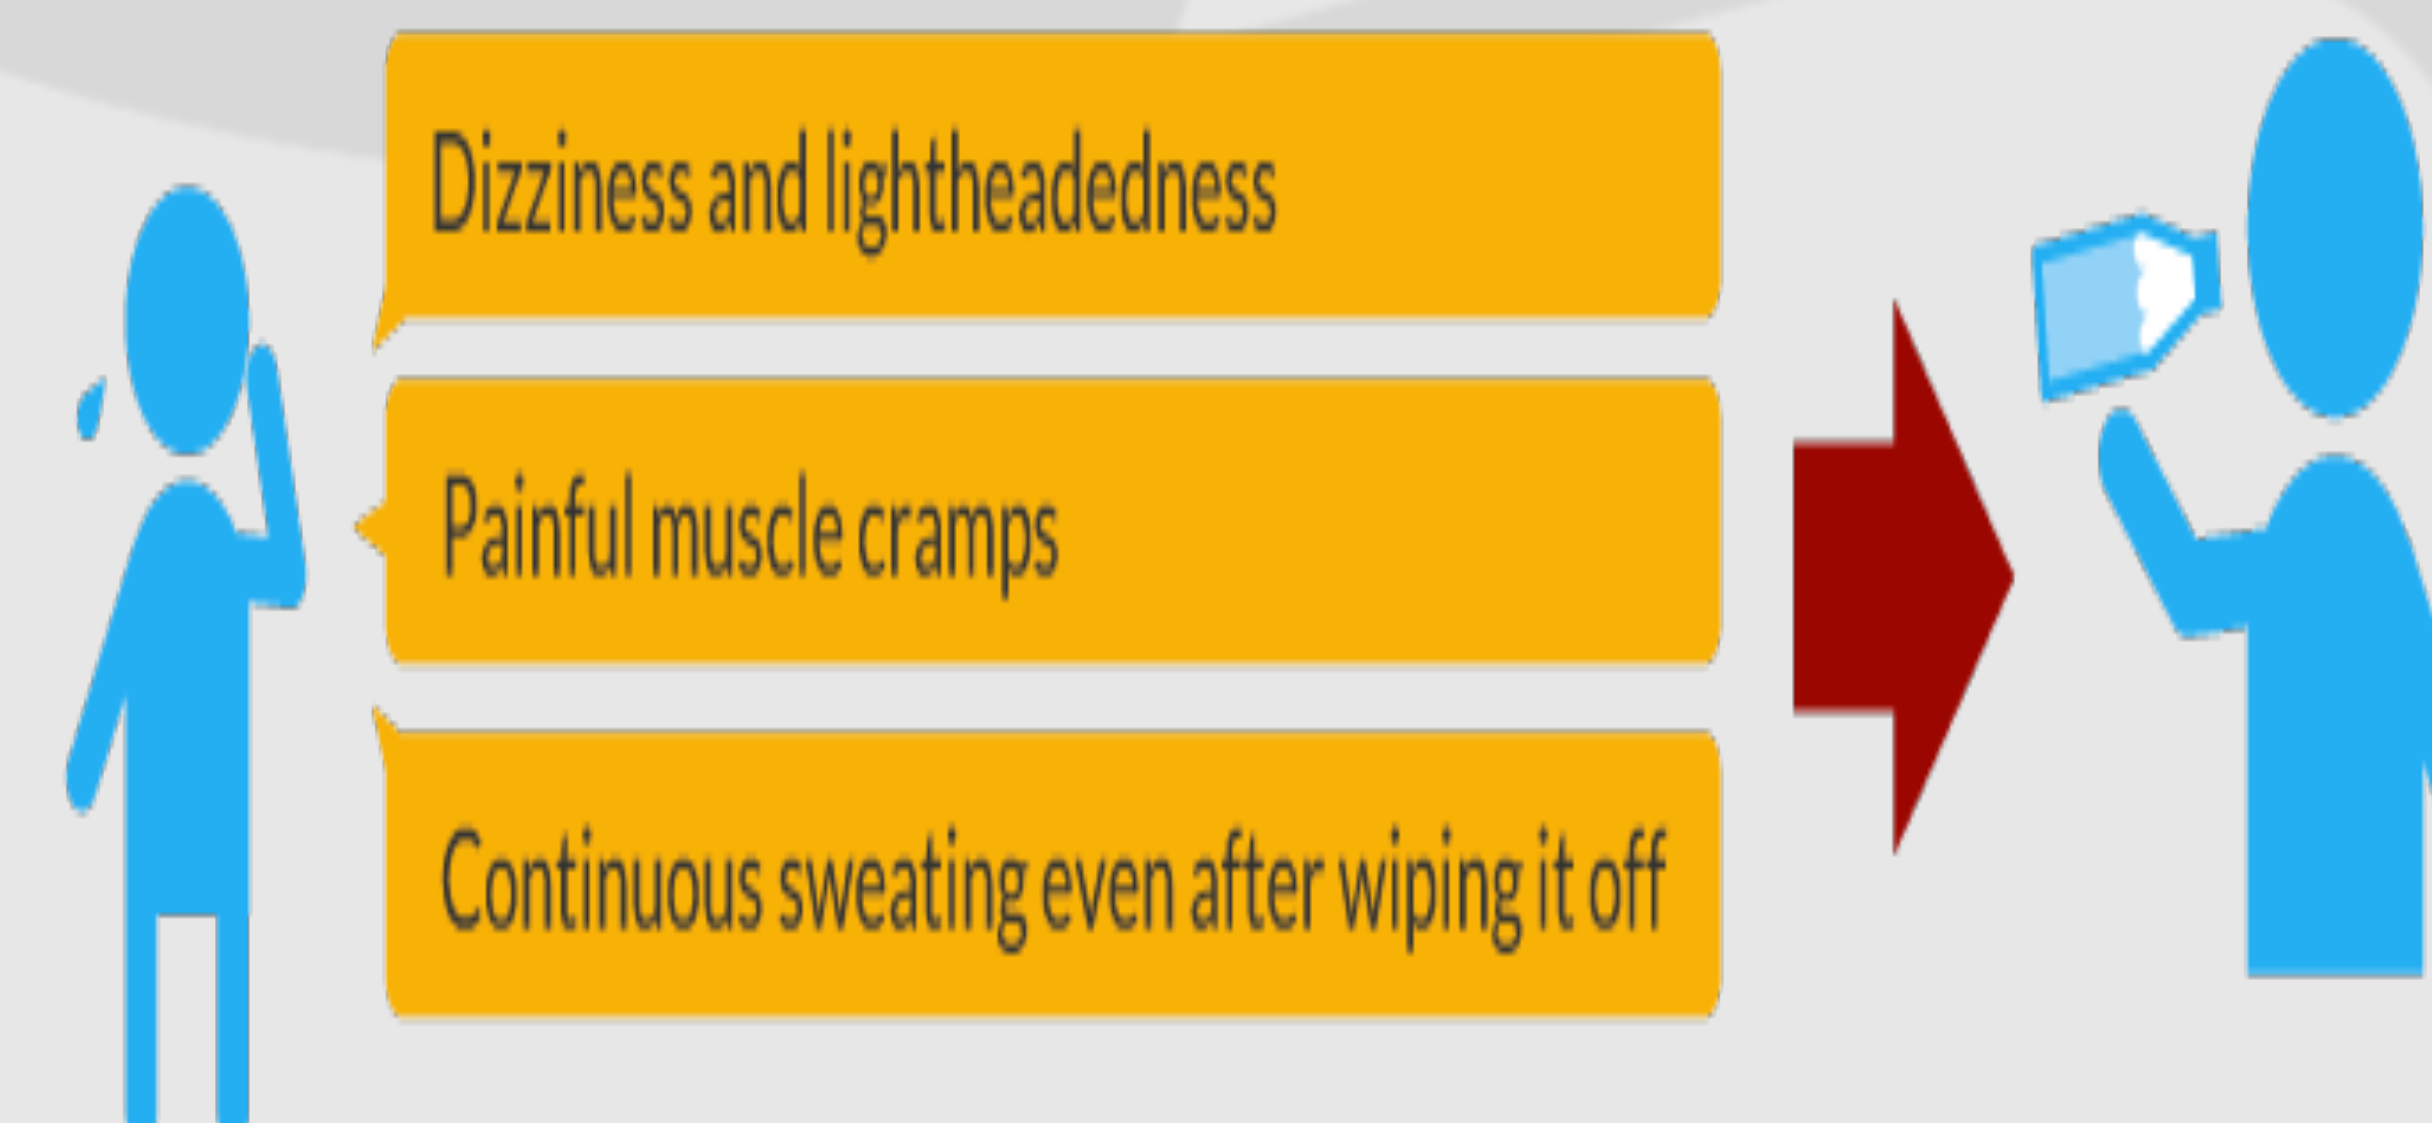 Dizziness and lightheadedness
Painful muscle cramps
Continuous sweating even after wiping it off